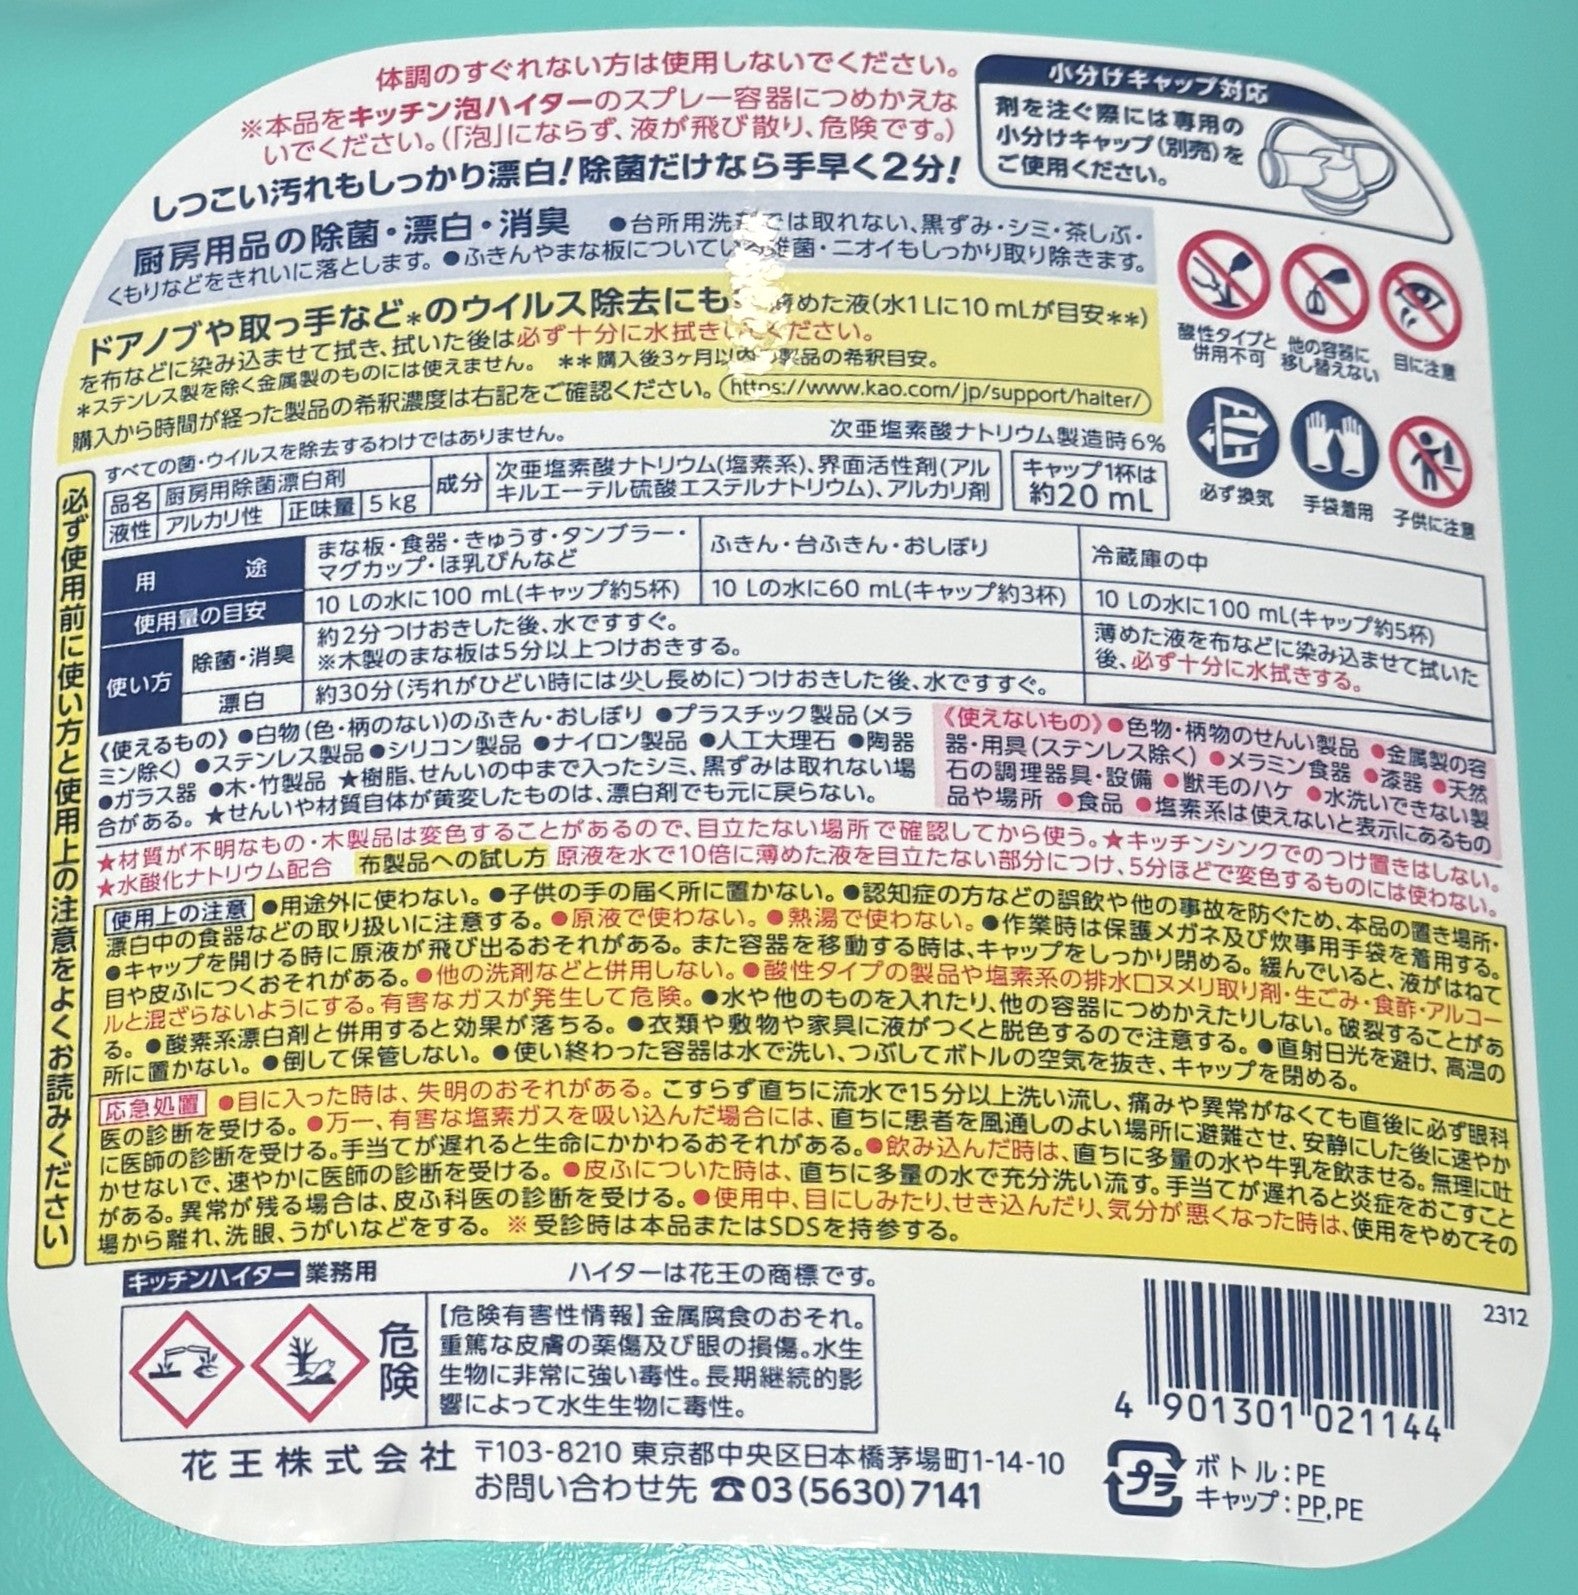 体調のすぐれない方は使用しないでください。
※本品をキッチン泡ハイターのスプレー容器につめかえな
いでください。(「泡」にならず、液が飛び散り、危険です。)
しつこい汚れもしっかり漂白!除菌だけなら手早く2分!
小分けキャップ対応
剤を注ぐ際には専用の
小分けキャップ(別売)を
ご使用ください。
厨房用品の除菌・漂白・消臭 ●台所用洗剤では取れない、黒ずみ・シミ・茶しぶ・
くもりなどをきれいに落とします。●ふきんやまな板についている雑菌・ニオイもしっかり取り除きます。
ドアノブや取っ手など*のウイルス除去にも 薄めた液(水1Lに10 mLが目安**)
を布などに染み込ませて拭き、拭いた後は必ず十分に水拭きしてください。
*ステンレス製を除く金属製のものには使えません。 **購入後3ヶ月以内の製品の希釈目安。
購入から時間が経った製品の希釈濃度は右記をご確認ください。 https://www.kao.com/jp/support/haiter/
酸性タイプと
併用不可
他の容器に
移し替えない
目に注意
必ず換気
手袋着用
子供に注意
すべての菌・ウイルスを除去するわけではありません。
次亜塩素酸ナトリウム製造時6%
必ず使用前に使い方と使用上の注意をよくお読みください
品名 厨房用除菌漂白剤
液性 アルカリ性 正味量 5kg
成分 次亜塩素酸ナトリウム(塩素系)、界面活性剤(アル
キルエーテル硫酸エステルナトリウム)、アルカリ剤
キャップ1杯は
約20 mL
用途 まな板・食器・きゅうす・タンブラー・
マグカップ・ほ乳びんなど
ふきん・台ふきん・おしぼり
冷蔵庫の中
使用量の目安 10 Lの水に100 mL(キャップ約5杯) 10 Lの水に60 mL(キャップ約3杯) 10 Lの水に100 mL(キャップ約5杯)
使い方 除菌・消臭 約2分つけおきした後、水ですすぐ。
※木製のまな板は5分以上つけおきする。
薄めた液を布などに染み込ませて拭いた
後、必ず十分に水拭きする。
漂白 約30分(汚れがひどい時には少し長めに)つけおきした後、水ですすぐ。
《使えるもの》●白物(色・柄のない)のふきん・おしぼり ●プラスチック製品(メラ
ミン除く) ●ステンレス製品 ●シリコン製品 ●ナイロン製品 ●人工大理石 ●陶器
●ガラス器 ●木・竹製品 ★樹脂、せんいの中まで入ったシミ、黒ずみは取れない場
合がある。★せんいや材質自体が黄変したものは、漂白剤でも元に戻らない。
《使えないもの》●色物・柄物のせんい製品 ●金属製の容
器・用具(ステンレス除く) ●メラミン食器 ●漆器 ●天然
石の調理器具・設備 ●獣毛のハケ ●水洗いできない製
品や場所 ●食品 ●塩素系は使えないと表示にあるもの
★材質が不明なもの・木製品は変色することがあるので、目立たない場所で確認してから使う。★キッチンシンクでのつけ置きはしない。
★水酸化ナトリウム配合 布製品への試し方 原液を水で10倍に薄めた液を目立たない部分につけ、5分ほどで変色するものには使わない。
使用上の注意 ●用途外に使わない。●子供の手の届く所に置かない。●認知症の方などの誤飲や他の事故を防ぐため、本品の置き場所・
漂白中の食器などの取り扱いに注意する。●原液で使わない。●熱湯で使わない。●作業時は保護メガネ及び炊事用手袋を着用する。
●キャップを開ける時に原液が飛び出るおそれがある。また容器を移動する時は、キャップをしっかり閉める。緩んでいると、液がはねて
目や皮ふにつくおそれがある。●他の洗剤などと併用しない。●酸性タイプの製品や塩素系の排水口ヌメリ取り剤・生ごみ・食酢・アルコー
ルと混ざらないようにする。有害なガスが発生して危険。●水や他のものを入れたり、他の容器につめかえたりしない。破裂することがあ
る。●酸素系漂白剤と併用すると効果が落ちる。●衣類や敷物や家具に液がつくと脱色するので注意する。●直射日光を避け、高温の
所に置かない。●倒して保管しない。●使い終わった容器は水で洗い、つぶしてボトルの空気を抜き、キャップを閉める。
応急処置 ●目に入った時は、失明のおそれがある。こすらず直ちに流水で15分以上洗い流し、痛みや異常がなくても直後に必ず眼科
医の診断を受ける。●万一、有害な塩素ガスを吸い込んだ場合には、直ちに患者を風通しのよい場所に避難させ、安静にした後に速やか
に医師の診断を受ける。手当てが遅れると生命にかかわるおそれがある。●飲み込んだ時は、直ちに多量の水や牛乳を飲ませる。無理に吐
かせないで、速やかに医師の診断を受ける。●皮ふについた時は、直ちに多量の水で充分洗い流す。手当てが遅れると炎症をおこすこと
がある。異常が残る場合は、皮ふ科医の診断を受ける。●使用中、目にしみたり、せき込んだり、気分が悪くなった時は、使用をやめてその
場から離れ、洗眼、うがいなどをする。 ※受診時は本品またはSDSを持参する。
キッチンハイター 業務用
ハイターは花王の商標です。
2312
危険
【危険有害性情報】金属腐食のおそれ。
重篤な皮膚の薬傷及び眼の損傷。水生
生物に非常に強い毒性。長期継続的影
響によって水生生物に毒性。
4 901301 021144
花王株式会社 〒103-8210 東京都中央区日本橋茅場町1-14-10
お問い合わせ先 ☎03(5630)7141
プラ
ボトル:PE
キャップ:PP,PE